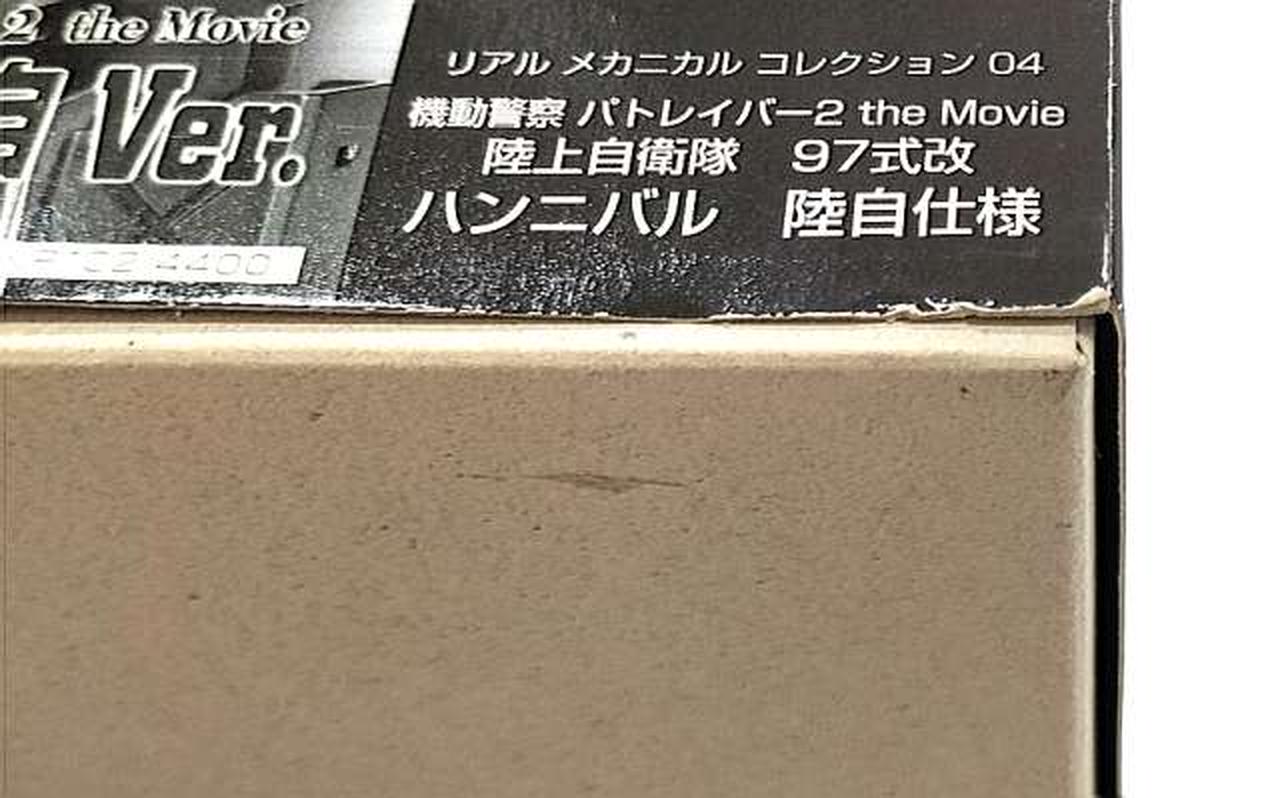 2 the Movie
Ver.
4400
リアル メカニカル コレクション 04
機動警察 パトレイバー2 the Movie
陸上自衛隊 97式改
ハンニバル 陸自仕様